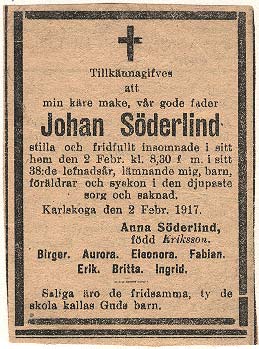 Tillkännagifves
att
min käre make, vår gode fader
Johan Söderlind
stilla och fridfullt insomnade i sitt
hem den 2 Febr. kl. 8,30 f m. i sitt
38:de lefnadsår, lämnande mig, barn,
föräldrar och syskon i den djupaste
sorg och saknad.
Karlskoga den 2 Febr. 1917.
Anna Söderlind,
född Eriksson.
Birger. Aurora. Eleonora. Fabian.
Erik. Britta. Ingrid.
Saliga äro de fridsamma, ty de
skola kallas Guds barn.